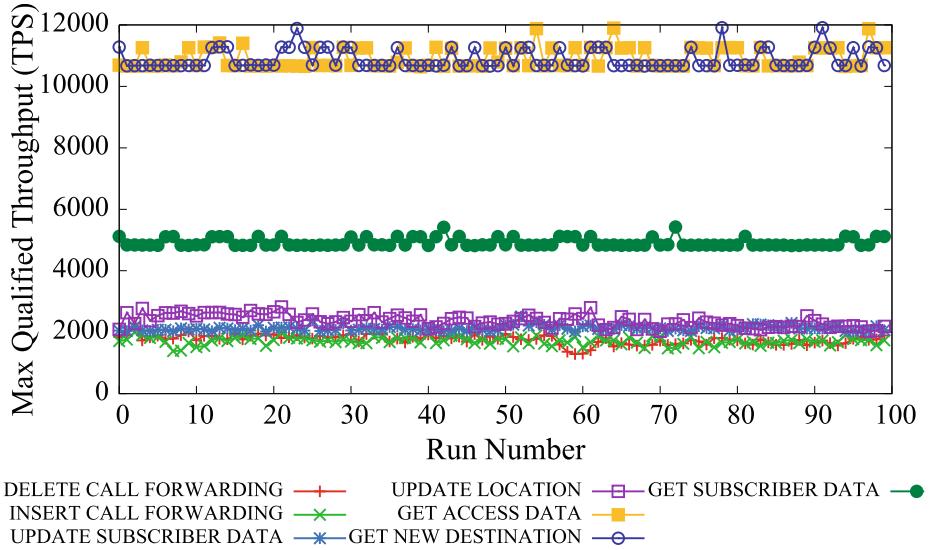 Max Qualified Throughput (TPS)
12000
10000
8000
6000
4000
2000
0
0 10 20 30 40 50 60 70 80 90 100
Run Number
DELETE CALL FORWARDING UPDATE LOCATION GET SUBSCRIBER DATA
INSERT CALL FORWARDING GET ACCESS DATA
UPDATE SUBSCRIBER DATA GET NEW DESTINATION